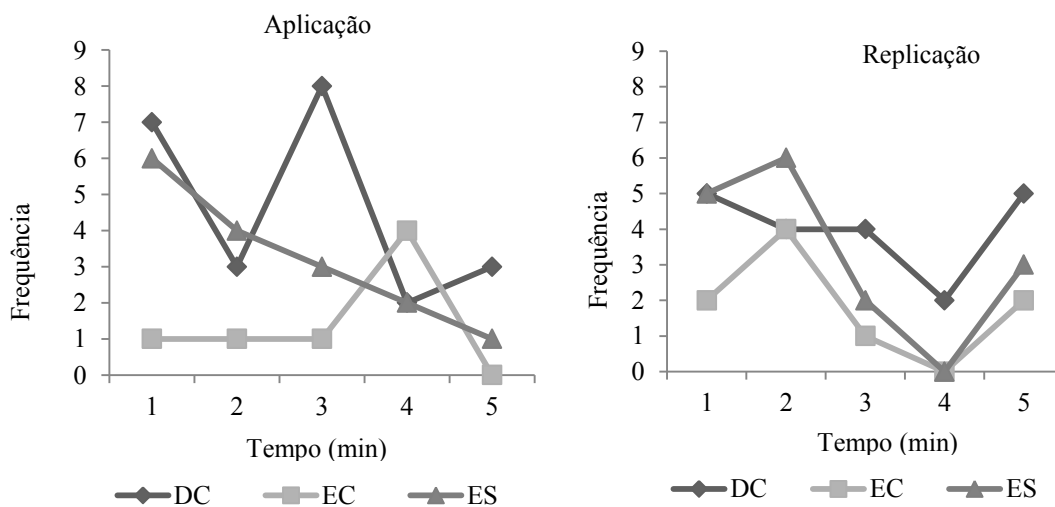 Aplicação
9
8
7
6
5
4
3
2
1
0
Frequência
1 2 3 4 5
Tempo (min)
DC EC ES
Replicação
9
8
7
6
5
4
3
2
1
0
Frequência
1 2 3 4 5
Tempo (min)
DC EC ES